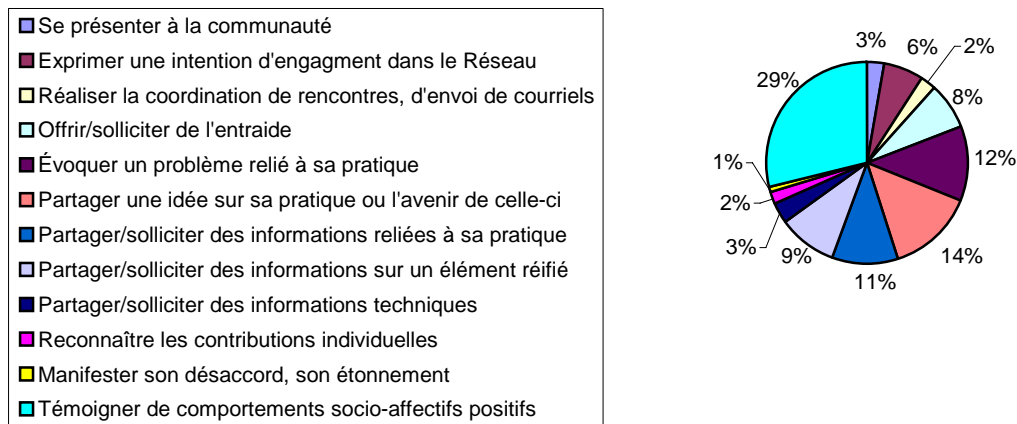 Se présenter à la communauté
Exprimer une intention d'engagment dans le Réseau
Réaliser la coordination de rencontres, d'envoi de courriels
Offrir/solliciter de l'entraide
Évoquer un problème relié à sa pratique
Partager une idée sur sa pratique ou l'avenir de celle-ci
Partager/solliciter des informations reliées à sa pratique
Partager/solliciter des informations sur un élément réifié
Partager/solliciter des informations techniques
Reconnaître les contributions individuelles
Manifester son désaccord, son étonnement
Témoigner de comportements socio-affectifs positifs
3%
6%
2%
8%
12%
14%
11%
9%
3%
2%
1%
29%